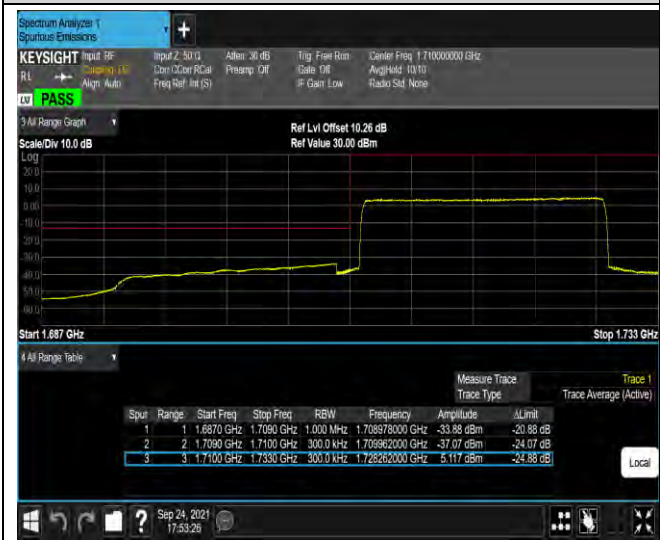 Spectrum Analyzer 1
Spurious Emissions
+
KEYSIGHT Input: RF
RL
Coupling: DC
Align: Auto
Input Z: 50 Ω
Corr CCorr RCal
Freq Ref: Int (S)
Atten: 30 dB
Preamp: Off
Trig: Free Run
Gate: Off
IF Gain: Low
Center Freq: 1.710000000 GHz
Avg|Hold: 10/10
Radio Std: None
LXI PASS
3 All Range Graph
Scale/Div 10.0 dB
Ref Lvl Offset 10.26 dB
Ref Value 30.00 dBm
Log
20.0
10.0
0.00
-10.0
-20.0
-30.0
-40.0
-50.0
-60.0
Start 1.687 GHz
Stop 1.733 GHz
4 All Range Table
Measure Trace Trace 1
Trace Type Trace Average (Active)
Spur Range Start Freq Stop Freq RBW Frequency Amplitude ΔLimit
1 1 1.6870 GHz 1.7090 GHz 1.000 MHz 1.708978000 GHz -33.88 dBm -20.88 dB
2 2 1.7090 GHz 1.7100 GHz 300.0 kHz 1.709962000 GHz -37.07 dBm -24.07 dB
3 3 1.7100 GHz 1.7330 GHz 300.0 kHz 1.728262000 GHz 5.117 dBm -24.88 dB
Local
?
Sep 24, 2021
17:53:26